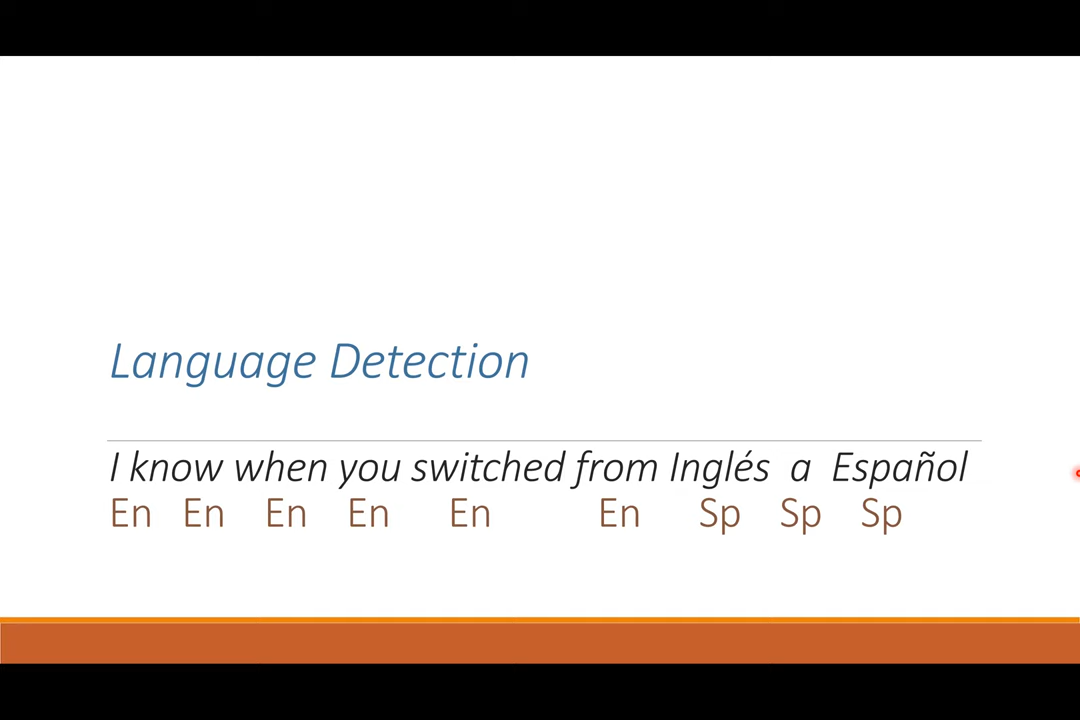 Language Detection
I know when you switched from Inglés a Español
En En En En En En Sp Sp Sp